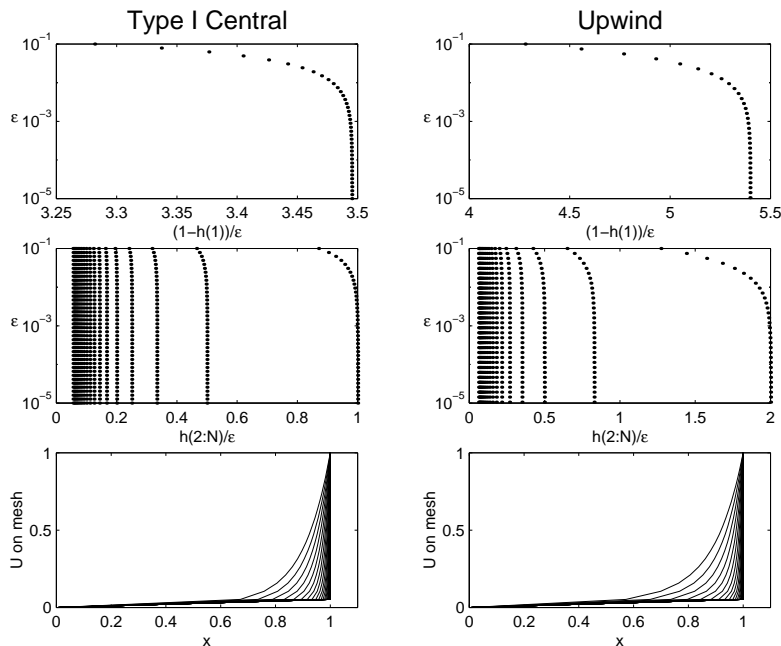 Type I Central
Upwind
10^-1
ε
10^-3
10^-5
3.25 3.3 3.35 3.4 3.45 3.5
(1−h(1))/ε
10^-1
ε
10^-3
10^-5
4 4.5 5 5.5
(1−h(1))/ε
10^-1
ε
10^-3
10^-5
0 0.2 0.4 0.6 0.8 1
h(2:N)/ε
10^-1
ε
10^-3
10^-5
0 0.5 1 1.5 2
h(2:N)/ε
1
0.5
0
U on mesh
0 0.2 0.4 0.6 0.8 1
x
1
0.5
0
U on mesh
0 0.2 0.4 0.6 0.8 1
x